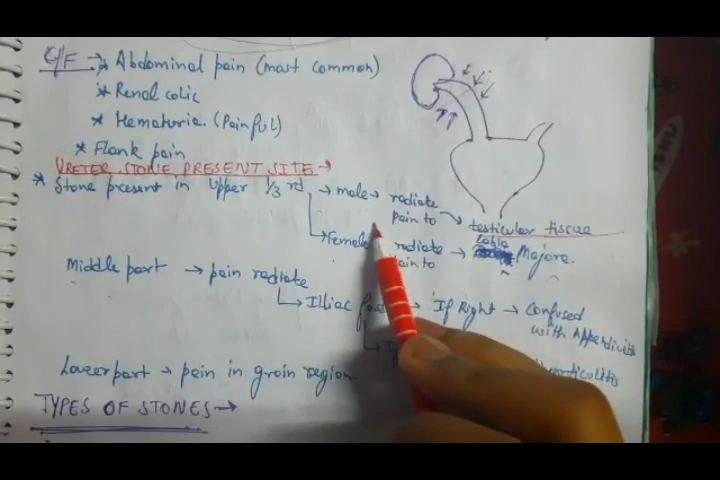 C/F → * Abdominal pain (most common)
* Renal colic
* Hematuria. (Painful)
* Flank pain
URETER STONE PRESENT SITE →
* Stone present in Upper 1/3 rd → male → radiate pain to → testicular tissue
→ Female radiate pain to → Labia Majora.
Middle part → pain radiate
→ Illiac → If Right → Confused with Appendicitis
Lower part → pain in groin region.
TYPES OF STONES →